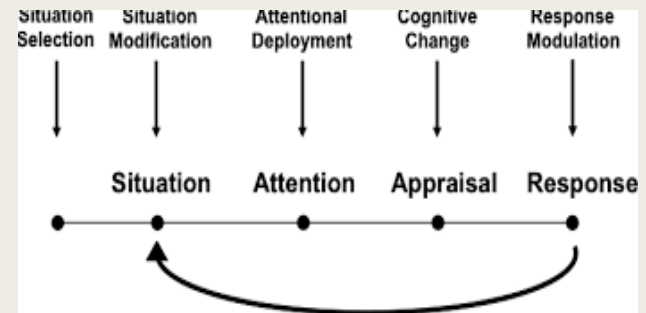 Situation Situation Attentional Cognitive Response
Selection Modification Deployment Change Modulation
Situation Attention Appraisal Response